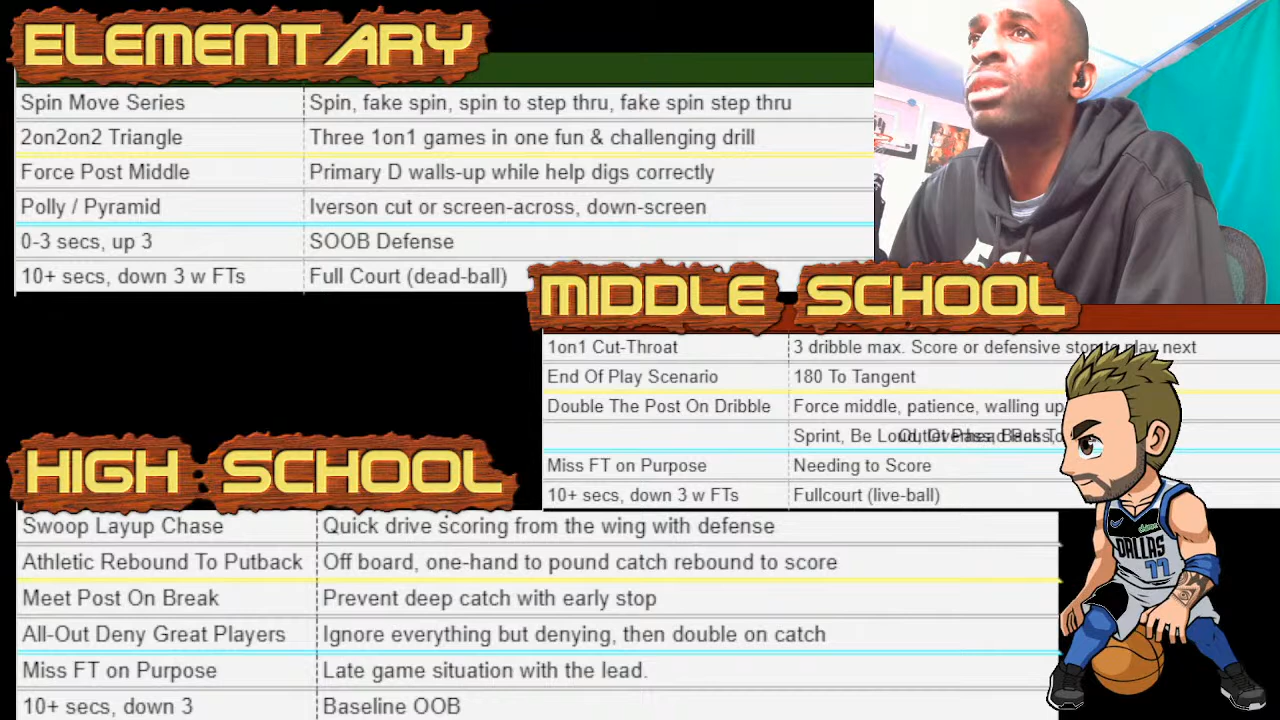 ELEMENTARY
Spin Move Series Spin, fake spin, spin to step thru, fake spin step thru
2on2on2 Triangle Three 1on1 games in one fun & challenging drill
Force Post Middle Primary D walls-up while help digs correctly
Polly / Pyramid Iverson cut or screen-across, down-screen
0-3 secs, up 3 SOOB Defense
10+ secs, down 3 w FTs Full Court (dead-ball)
MIDDLE SCHOOL
1on1 Cut-Throat 3 dribble max. Score or defensive stop to play next
End Of Play Scenario 180 To Tangent
Double The Post On Dribble Force middle, patience, walling up
Sprint, Be
Miss FT on Purpose Needing to Score
10+ secs, down 3 w FTs Fullcourt (live-ball)
HIGH SCHOOL
Swoop Layup Chase Quick drive scoring from the wing with defense
Athletic Rebound To Putback Off board, one-hand to pound catch rebound to score
Meet Post On Break Prevent deep catch with early stop
All-Out Deny Great Players Ignore everything but denying, then double on catch
Miss FT on Purpose Late game situation with the lead.
10+ secs, down 3 Baseline OOB
DALLAS
77